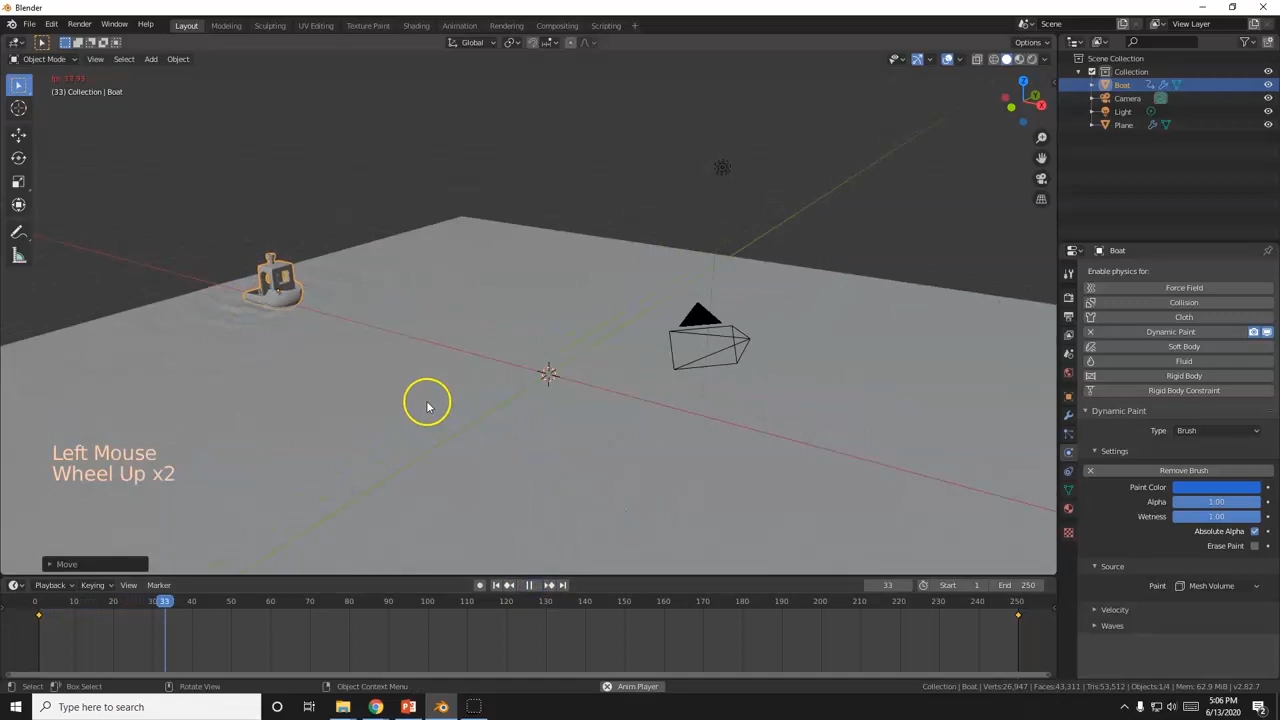 Blender
File Edit Render Window Help
Layout Modeling Sculpting UV Editing Texture Paint Shading Animation Rendering Compositing Scripting +
Scene
View Layer
Global
Options
Object Mode View Select Add Object
(33) Collection | Boat
Scene Collection
Collection
Boat
Camera
Light
Plane
Boat
Enable physics for:
Force Field
Collision
Cloth
Dynamic Paint
Soft Body
Fluid
Rigid Body
Rigid Body Constraint
Dynamic Paint
Type Brush
Settings
Remove Brush
Paint Color
Alpha 1.00
Wetness 1.00
Absolute Alpha
Erase Paint
Source
Paint Mesh Volume
Velocity
Waves
Left Mouse
Wheel Up x2
Move
Playback Keying View Marker
33 Start 1 End 250
0 10 20 30 33 40 50 60 70 80 90 100 110 120 130 140 150 160 170 180 190 200 210 220 230 240 250
Select Box Select Rotate View Object Context Menu Anim Player Collection | Boat | Verts:26,947 | Faces:43,311 | Tris:53,512 | Objects:1/4 | Mem: 62.9 MiB | v2.82.7
Type here to search
5:06 PM
6/13/2020